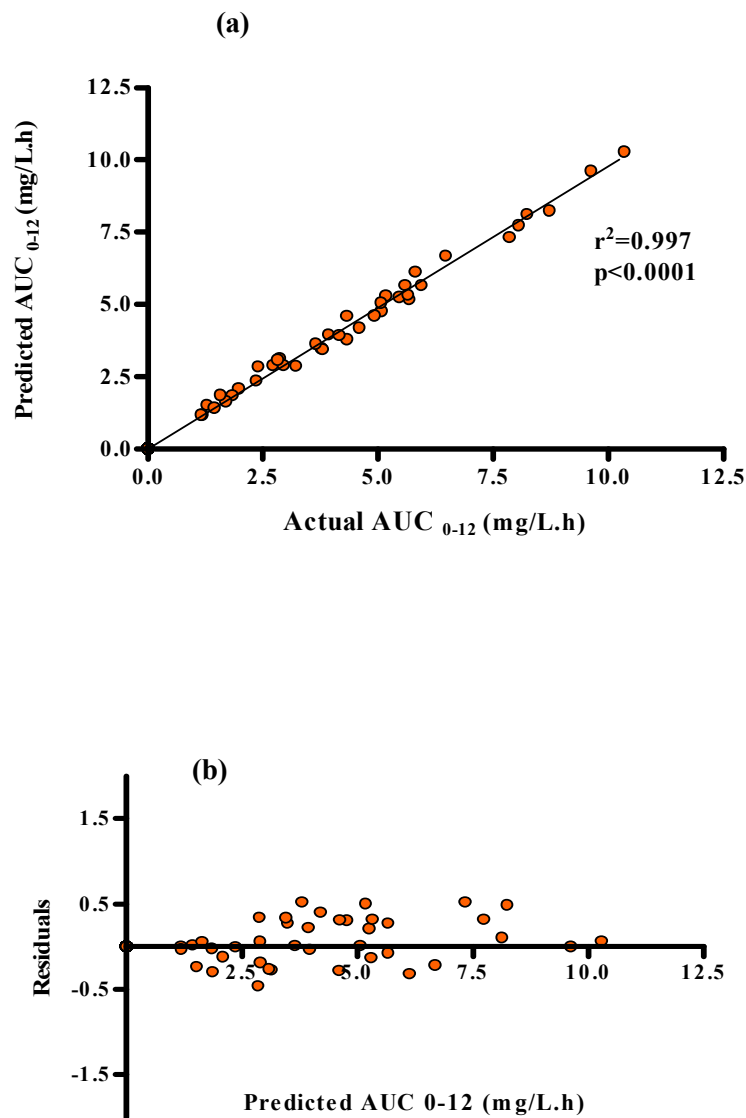 (a)
12.5
10.0
7.5
5.0
2.5
0.0
Predicted AUC 0-12 (mg/L.h)
r2=0.997
p<0.0001
0.0 2.5 5.0 7.5 10.0 12.5
Actual AUC 0-12 (mg/L.h)
(b)
1.5
0.5
-0.5
-1.5
Residuals
2.5 5.0 7.5 10.0 12.5
Predicted AUC 0-12 (mg/L.h)